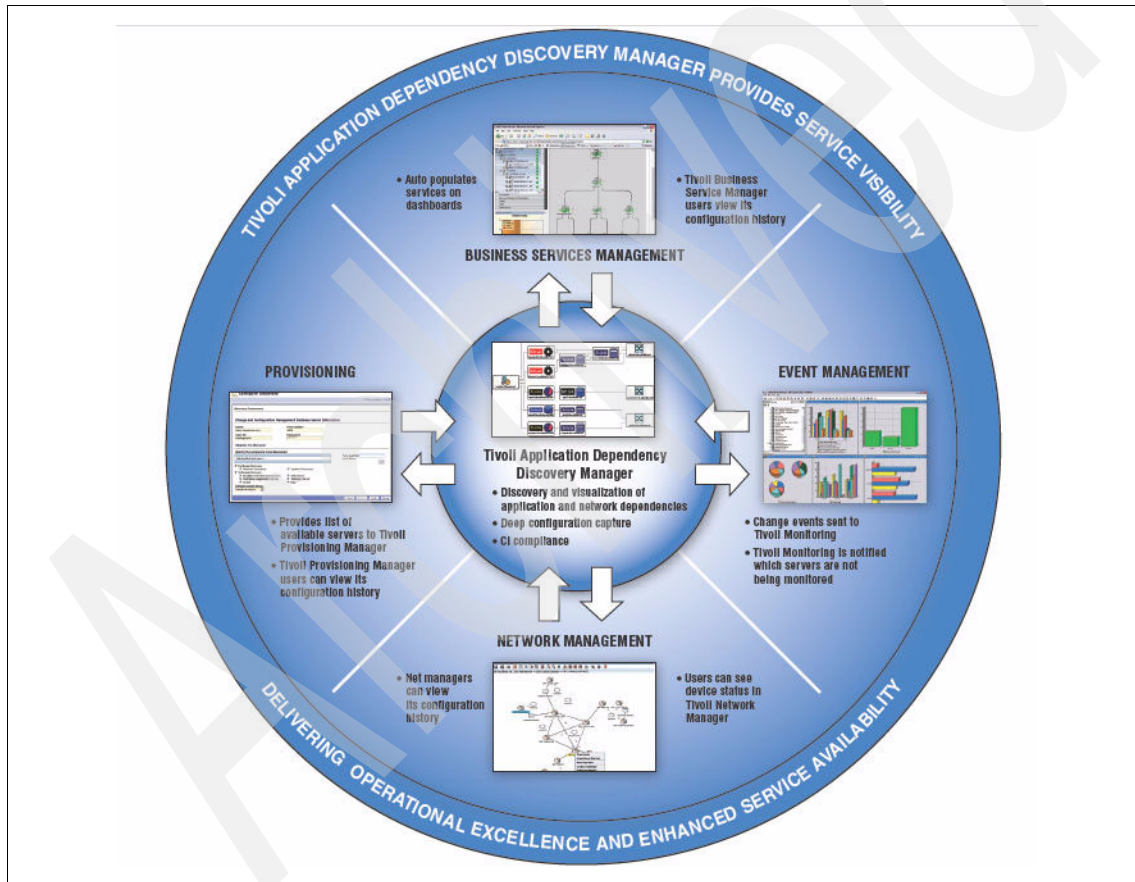 TIVOLI APPLICATION DEPENDENCY DISCOVERY MANAGER PROVIDES SERVICE VISIBILITY
• Auto populates
services on
dashboards
• Tivoli Business
Service Manager
users view its
configuration history
BUSINESS SERVICES MANAGEMENT
PROVISIONING
• Provides list of
available servers to Tivoli
Provisioning Manager
• Tivoli Provisioning Manager
users can view its
configuration history
Tivoli Application Dependency
Discovery Manager
• Discovery and visualization of
application and network dependencies
• Deep configuration capture
• CI compliance
EVENT MANAGEMENT
• Change events sent to
Tivoli Monitoring
• Tivoli Monitoring is notified
which servers are not
being monitored
NETWORK MANAGEMENT
• Net managers
can view
its configuration
history
• Users can see
device status in
Tivoli Network
Manager
DELIVERING OPERATIONAL EXCELLENCE AND ENHANCED SERVICE AVAILABILITY
Archived